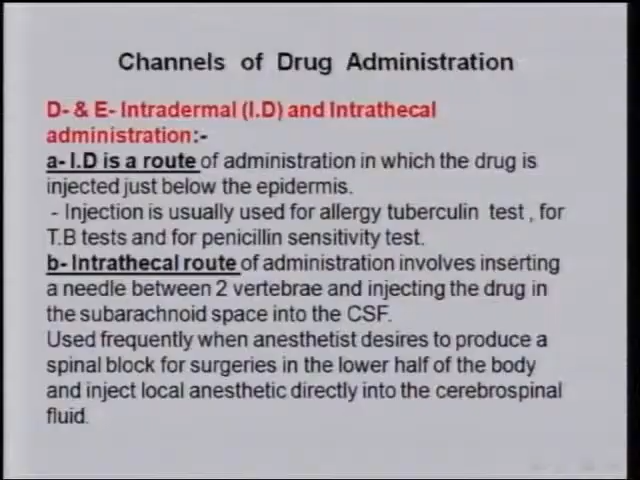 Channels of Drug Administration
D- & E- Intradermal (I.D) and Intrathecal
administration:-
a- I.D is a route of administration in which the drug is
injected just below the epidermis.
- Injection is usually used for allergy tuberculin test , for
T.B tests and for penicillin sensitivity test.
b- Intrathecal route of administration involves inserting
a needle between 2 vertebrae and injecting the drug in
the subarachnoid space into the CSF.
Used frequently when anesthetist desires to produce a
spinal block for surgeries in the lower half of the body
and inject local anesthetic directly into the cerebrospinal
fluid.